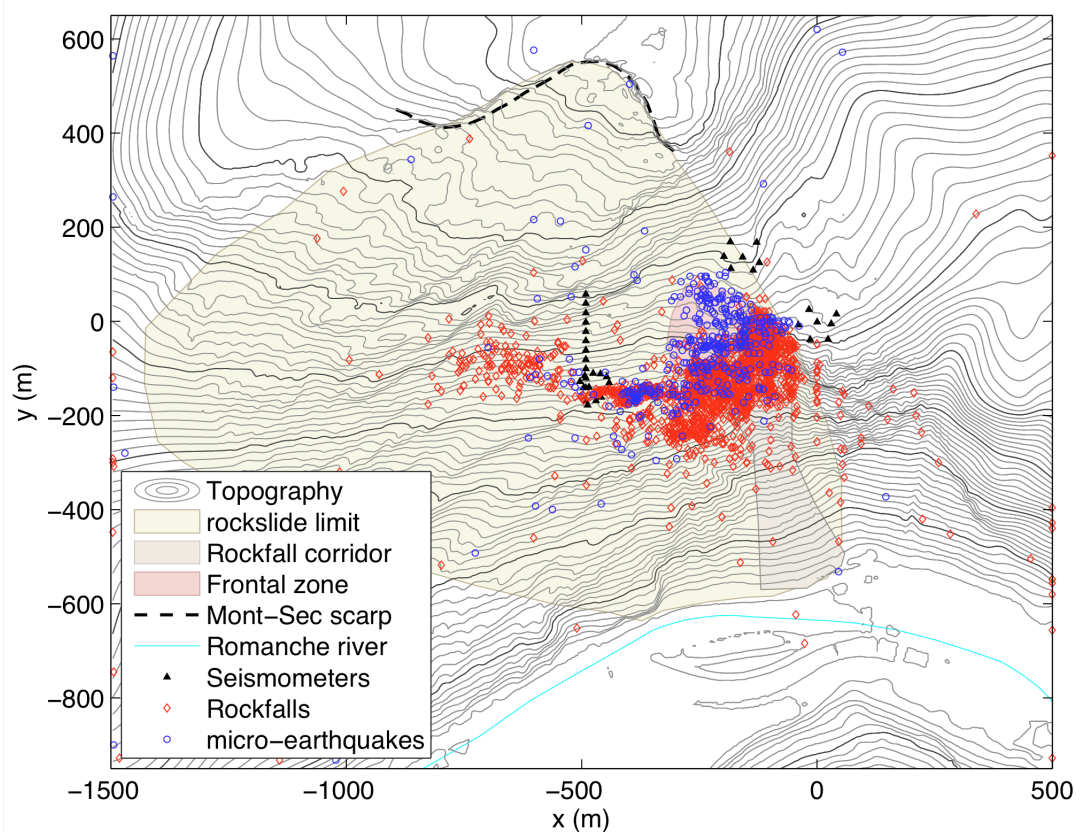 600
400
200
0
−200
−400
−600
−800
y (m)
Topography
rockslide limit
Rockfall corridor
Frontal zone
Mont−Sec scarp
Romanche river
Seismometers
Rockfalls
micro−earthquakes
−1500
−1000
−500
0
500
x (m)